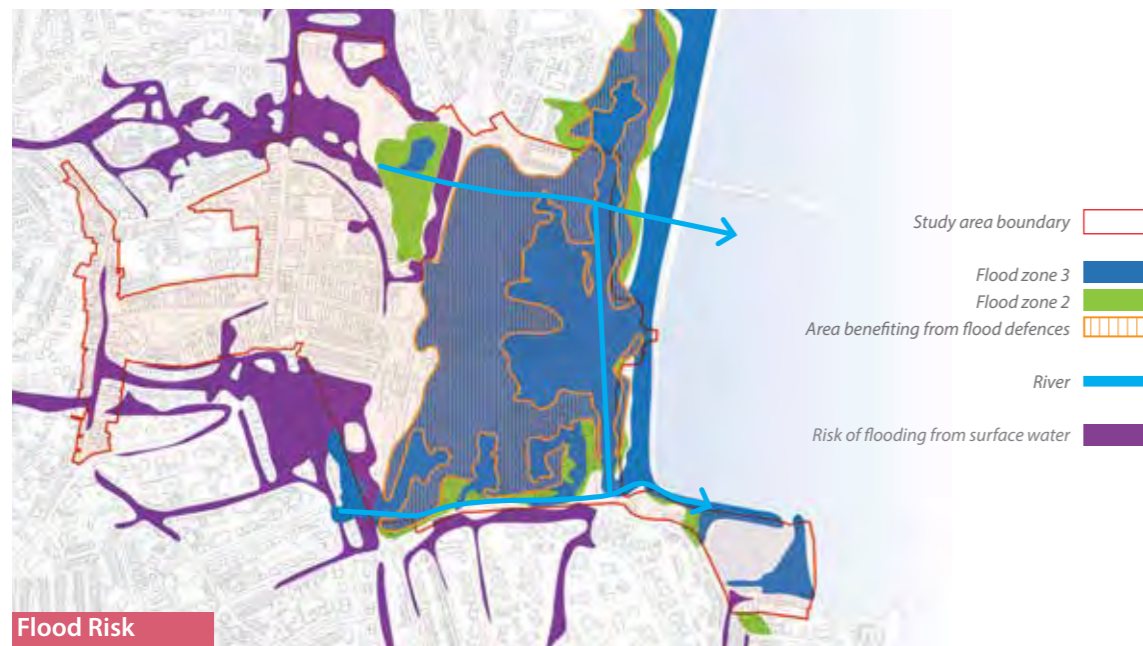 Study area boundary
Flood zone 3
Flood zone 2
Area benefiting from flood defences
River
Risk of flooding from surface water
Flood Risk